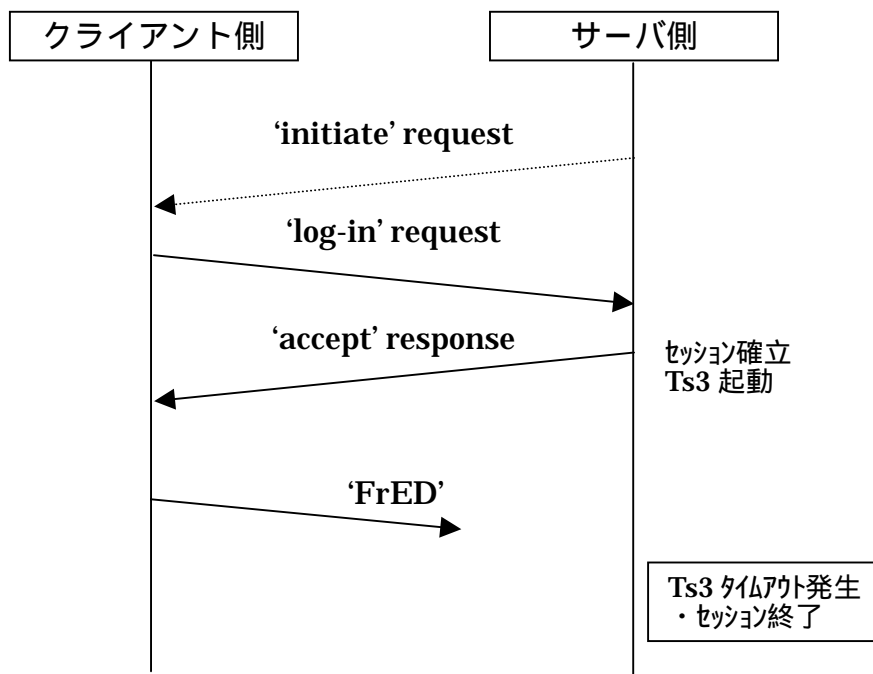 クライアント側
サーバ側
‘initiate’ request
‘log-in’ request
‘accept’ response
ｾｯｼｮﾝ確立
Ts3 起動
‘FrED’
Ts3 ﾀｲﾑｱｳﾄ発生
・ｾｯｼｮﾝ終了